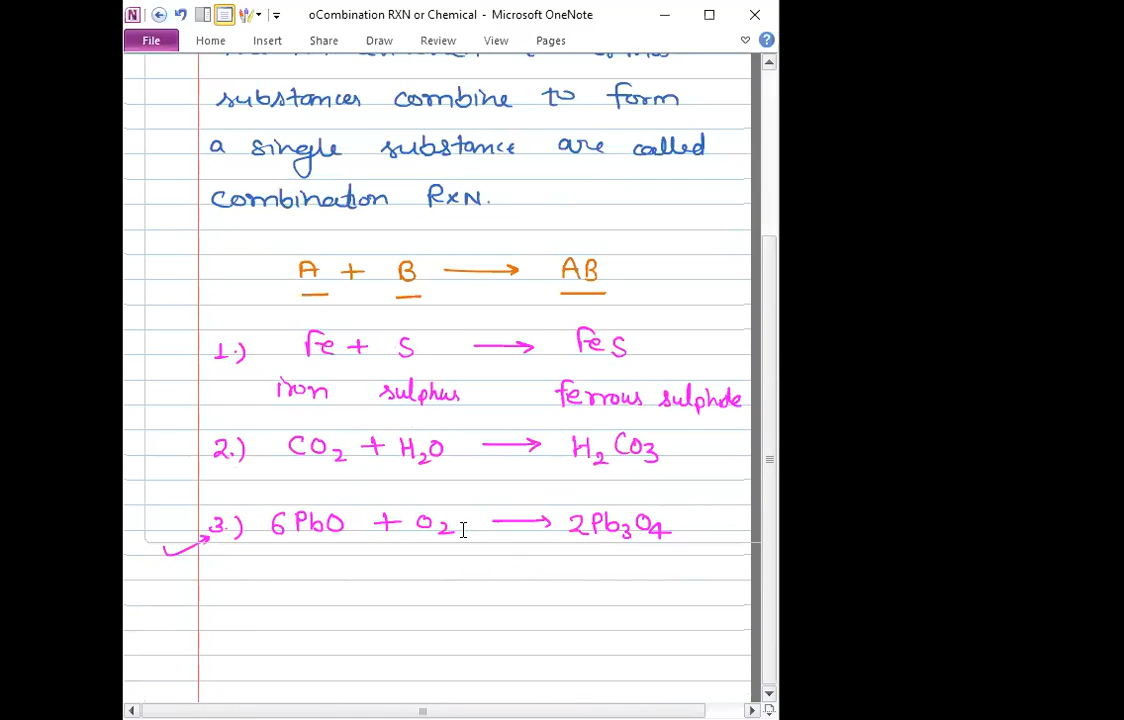 oCombination RXN or Chemical - Microsoft OneNote
File Home Insert Share Draw Review View Pages
substances combine to form
a single substance are called
combination RXN.
A + B → AB
1.) Fe + S → FeS
iron sulphus ferrous sulphide
2.) CO2 + H2O → H2CO3
3.) 6PbO + O2 → 2Pb3O4